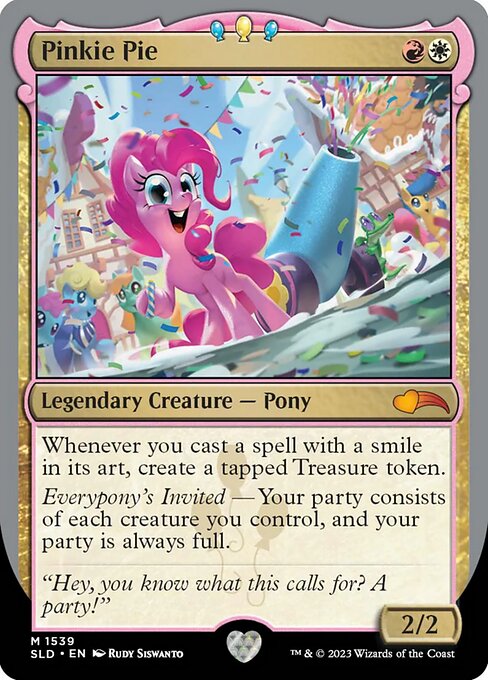 Pinkie Pie
Legendary Creature — Pony
Whenever you cast a spell with a smile
in its art, create a tapped Treasure token.
Everypony's Invited — Your party consists
of each creature you control, and your
party is always full.
“Hey, you know what this calls for? A
party!”
2/2
M 1539
SLD • EN Rudy Siswanto
™ & © 2023 Wizards of the Coast